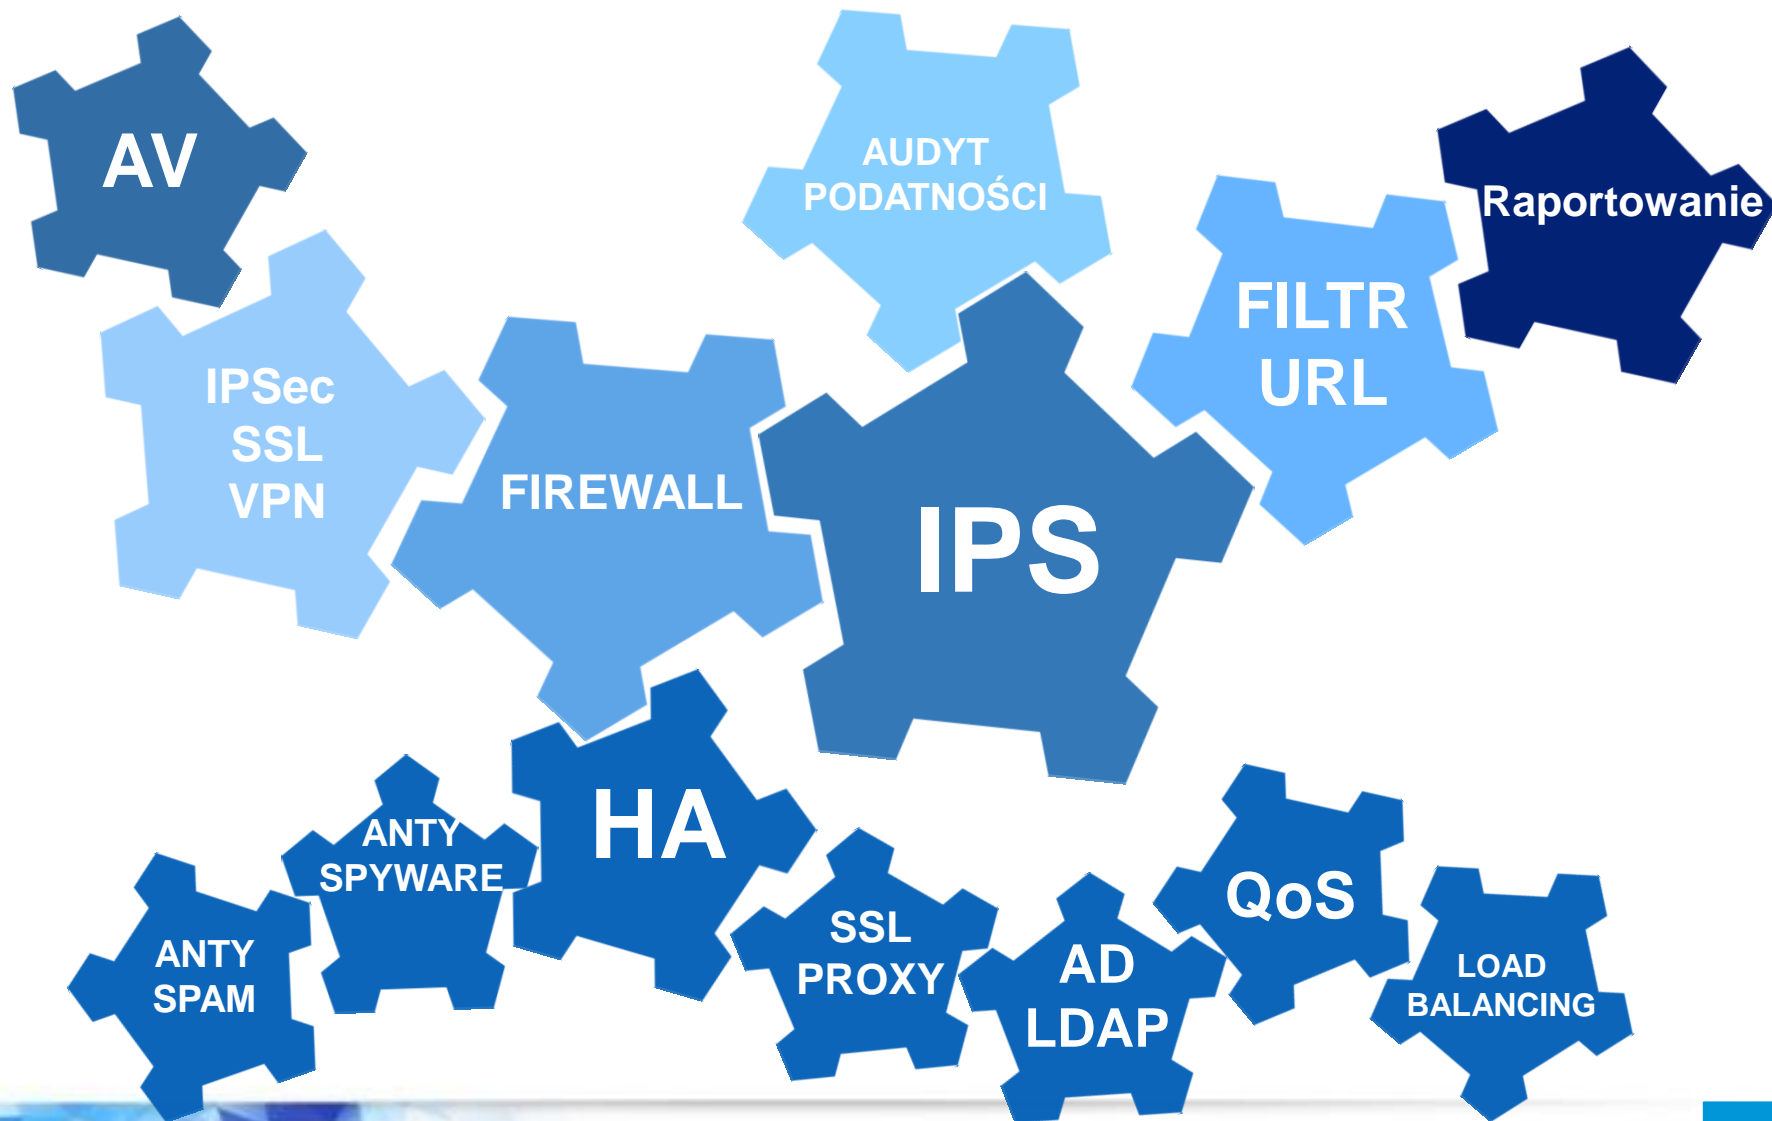 AV
AUDYT
PODATNOŚCI
Raportowanie
FILTR
URL
IPSec
SSL
VPN
FIREWALL
IPS
HA
ANTY
SPYWARE
ANTY
SPAM
SSL
PROXY
AD
LDAP
QoS
LOAD
BALANCING